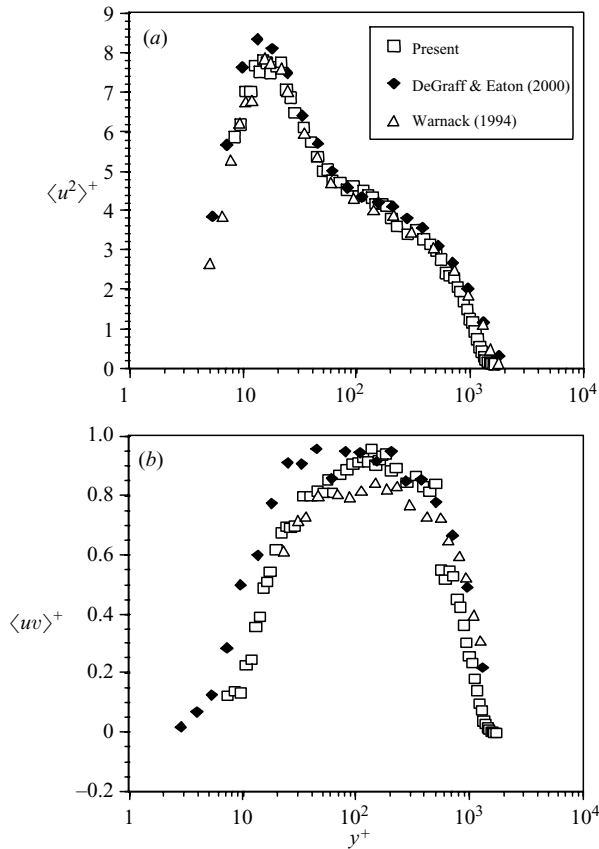 9
(a)
Present
8
DeGraff & Eaton (2000)
7
Warnack (1994)
6
5
⟨u²⟩⁺
4
3
2
1
0
1 10 10² 10³ 10⁴
1.0
(b)
0.8
0.6
0.4
⟨uv⟩⁺
0.2
0
−0.2
1 10 10² 10³ 10⁴
y⁺